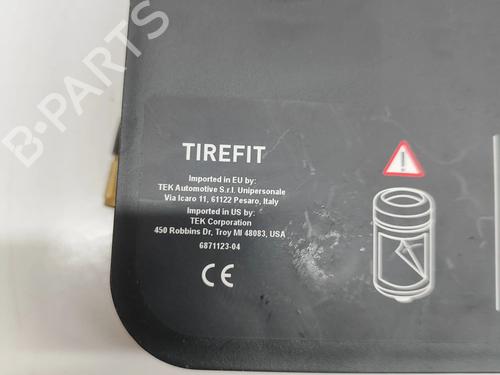 B-PARTS
TIREFIT
Imported in EU by:
TEK Automotive S.r.l. Unipersonale
Via Icaro 11, 61122 Pesaro, Italy
Imported in US by:
TEK Corporation
450 Robbins Dr, Troy MI 48083, USA
6871123-04
CE